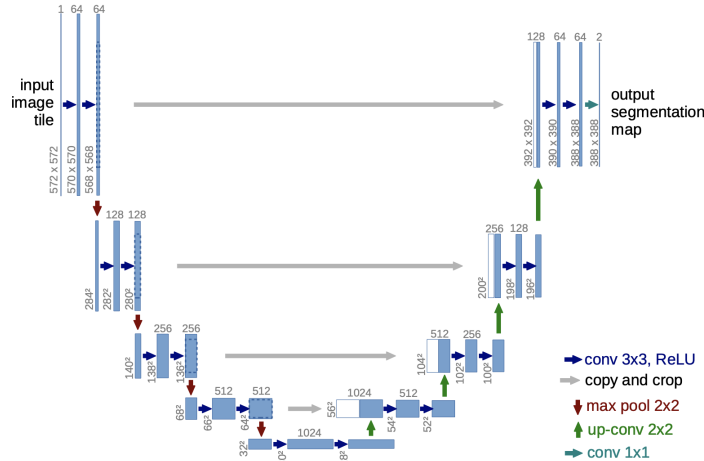 1 64 64
input
image
tile
572 x 572
570 x 570
568 x 568
128 64 64 2
output
segmentation
map
392 x 392
390 x 390
388 x 388
388 x 388
128 128
284²
282²
280²
256 128
200²
198²
196²
256 256
140²
138²
136²
512 256
104²
102²
100²
512 512
68²
66²
64²
1024 512
56²
54²
52²
1024
32²
0²
8²
conv 3x3, ReLU
copy and crop
max pool 2x2
up-conv 2x2
conv 1x1